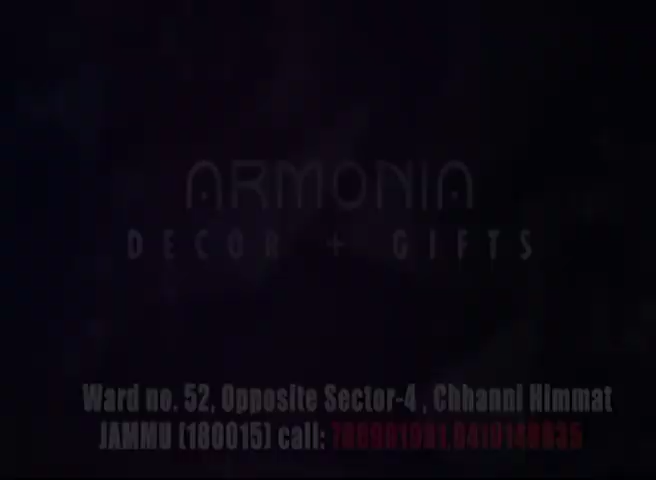 ARMONIA
DECOR + GIFTS
Ward no. 52, Opposite Sector-4 , Chhanni Himmat
JAMMU (180015) call: